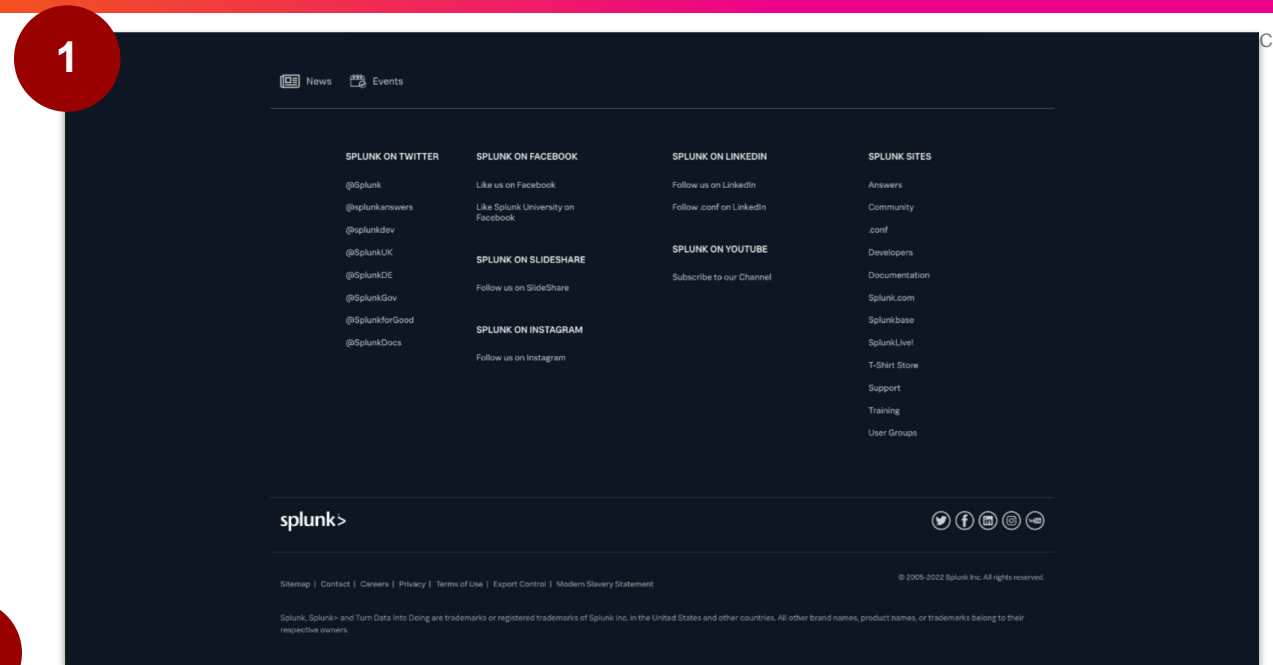 1
C
News
Events
SPLUNK ON TWITTER
@Splunk
@splunkanswers
@splunkdev
@SplunkUK
@SplunkDE
@SplunkGov
@SplunkforGood
@SplunkDocs
SPLUNK ON FACEBOOK
Like us on Facebook
Like Splunk University on
Facebook
SPLUNK ON SLIDESHARE
Follow us on SlideShare
SPLUNK ON INSTAGRAM
Follow us on Instagram
SPLUNK ON LINKEDIN
Follow us on LinkedIn
Follow .conf on LinkedIn
SPLUNK ON YOUTUBE
Subscribe to our Channel
SPLUNK SITES
Answers
Community
.conf
Developers
Documentation
Splunk.com
Splunkbase
SplunkLive!
T-Shirt Store
Support
Training
User Groups
splunk>
Sitemap | Contact | Careers | Privacy | Terms of Use | Export Control | Modern Slavery Statement
© 2005-2022 Splunk Inc. All rights reserved.
Splunk, Splunk> and Turn Data Into Doing are trademarks or registered trademarks of Splunk Inc. in the United States and other countries. All other brand names, product names, or trademarks belong to their
respective owners.